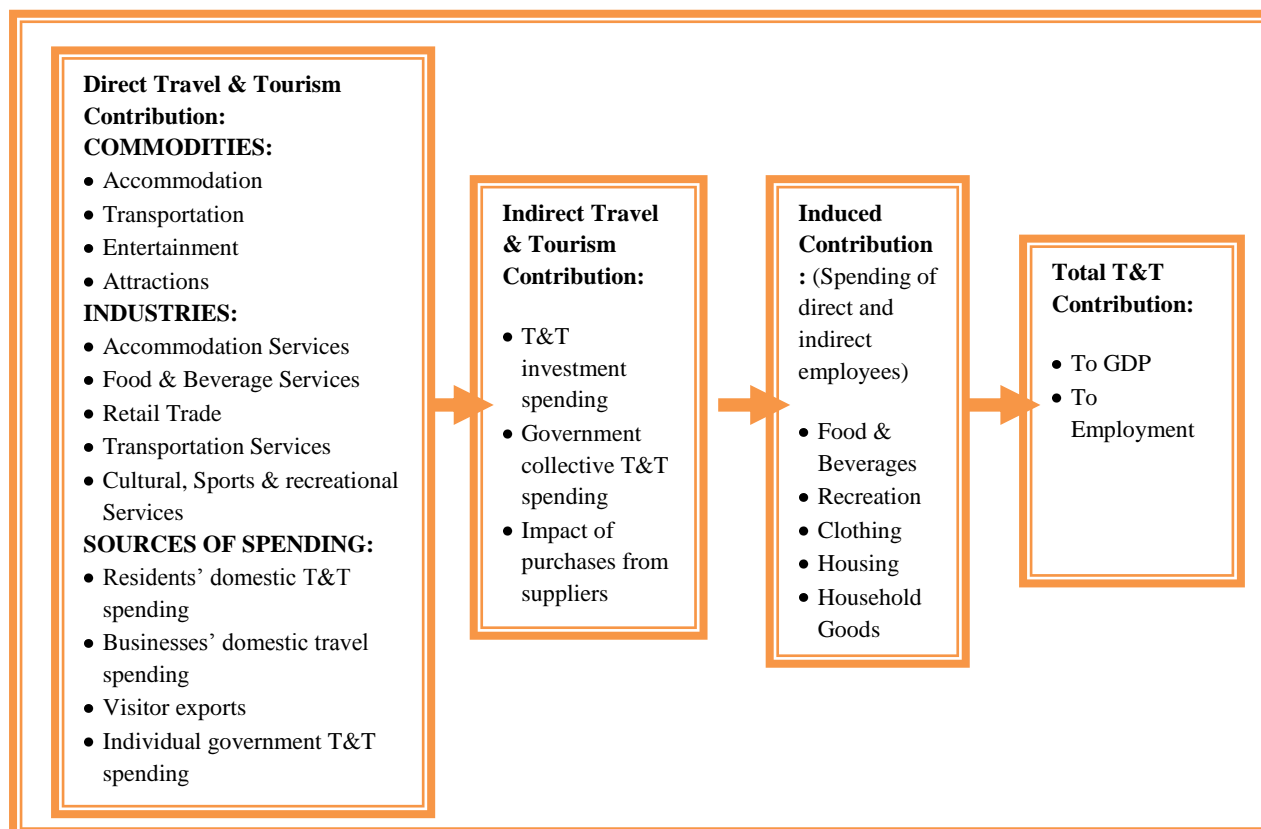 Direct Travel & Tourism
Contribution:
COMMODITIES:
• Accommodation
• Transportation
• Entertainment
• Attractions
INDUSTRIES:
• Accommodation Services
• Food & Beverage Services
• Retail Trade
• Transportation Services
• Cultural, Sports & recreational
Services
SOURCES OF SPENDING:
• Residents’ domestic T&T
spending
• Businesses’ domestic travel
spending
• Visitor exports
• Individual government T&T
spending
Indirect Travel
& Tourism
Contribution:
• T&T
investment
spending
• Government
collective T&T
spending
• Impact of
purchases from
suppliers
Induced
Contribution
: (Spending of
direct and
indirect
employees)
• Food &
Beverages
• Recreation
• Clothing
• Housing
• Household
Goods
Total T&T
Contribution:
• To GDP
• To
Employment